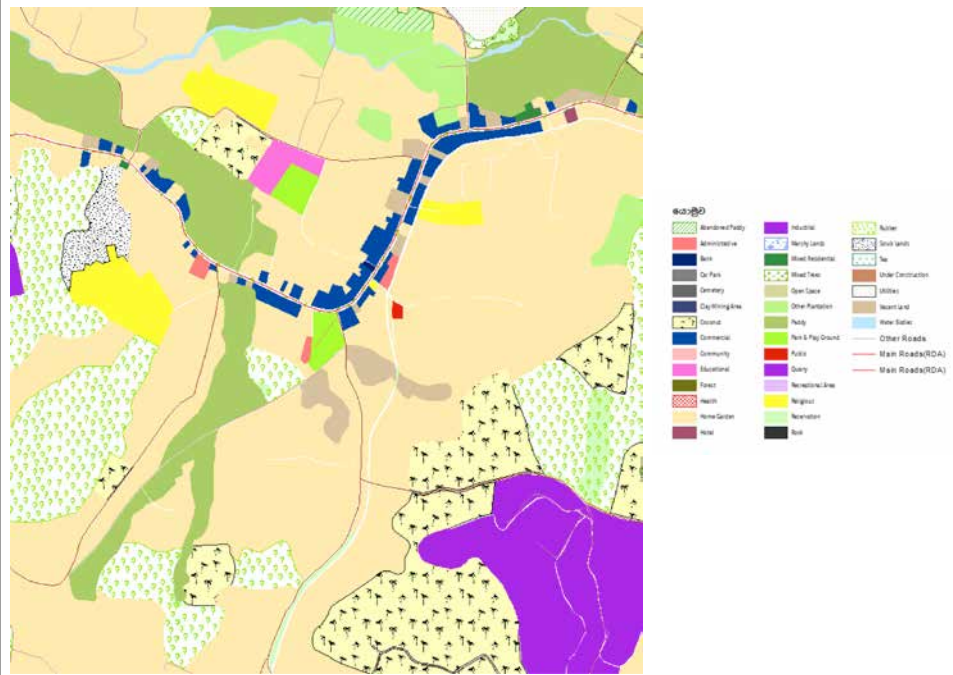 යොමුව
Abandoned Paddy
Administrative
Bank
Car Park
Cemetery
Clay Mining Area
Coconut
Commercial
Community
Educational
Forest
Health
Home Garden
Hotel
Industrial
Marshy Lands
Mixed Residential
Mixed Trees
Open Space
Other Plantation
Paddy
Park & Play Ground
Public
Quarry
Recreational Area
Religious
Reservation
Rock
Rubber
Scrub lands
Tea
Under Construction
Utilities
Vacant Land
Water Bodies
Other Roads
Main Roads(RDA)
Main Roads(RDA)